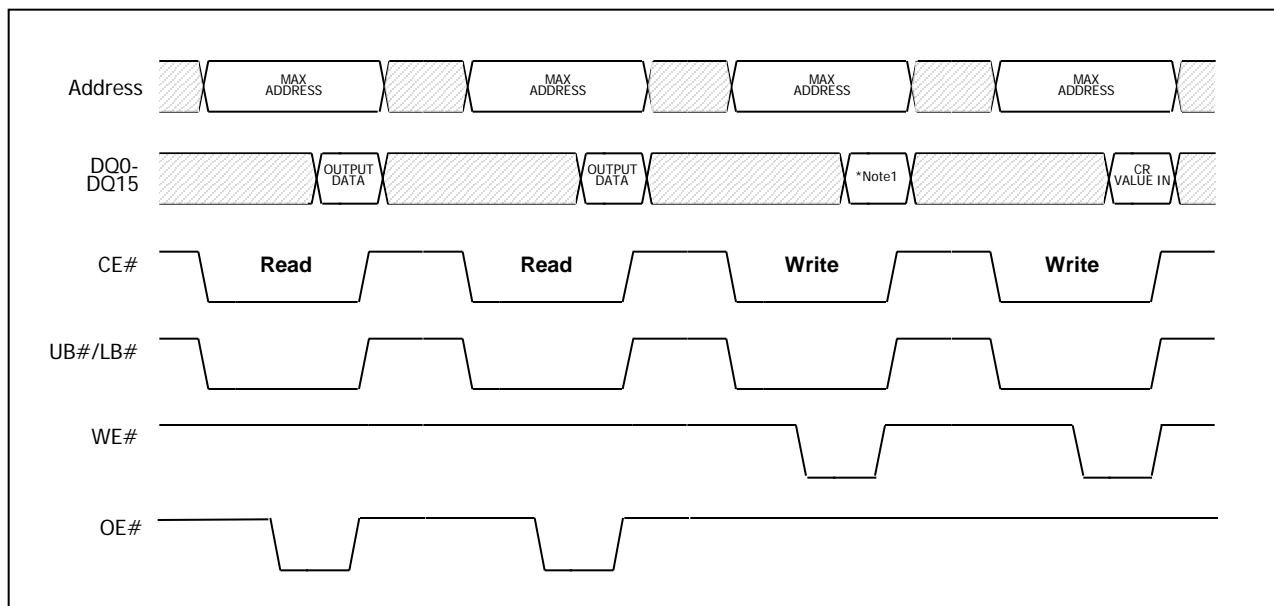 Address
MAX
ADDRESS
MAX
ADDRESS
MAX
ADDRESS
MAX
ADDRESS
DQ0-
DQ15
OUTPUT
DATA
OUTPUT
DATA
*Note1
CR
VALUE IN
CE#
Read
Read
Write
Write
UB#/LB#
WE#
OE#